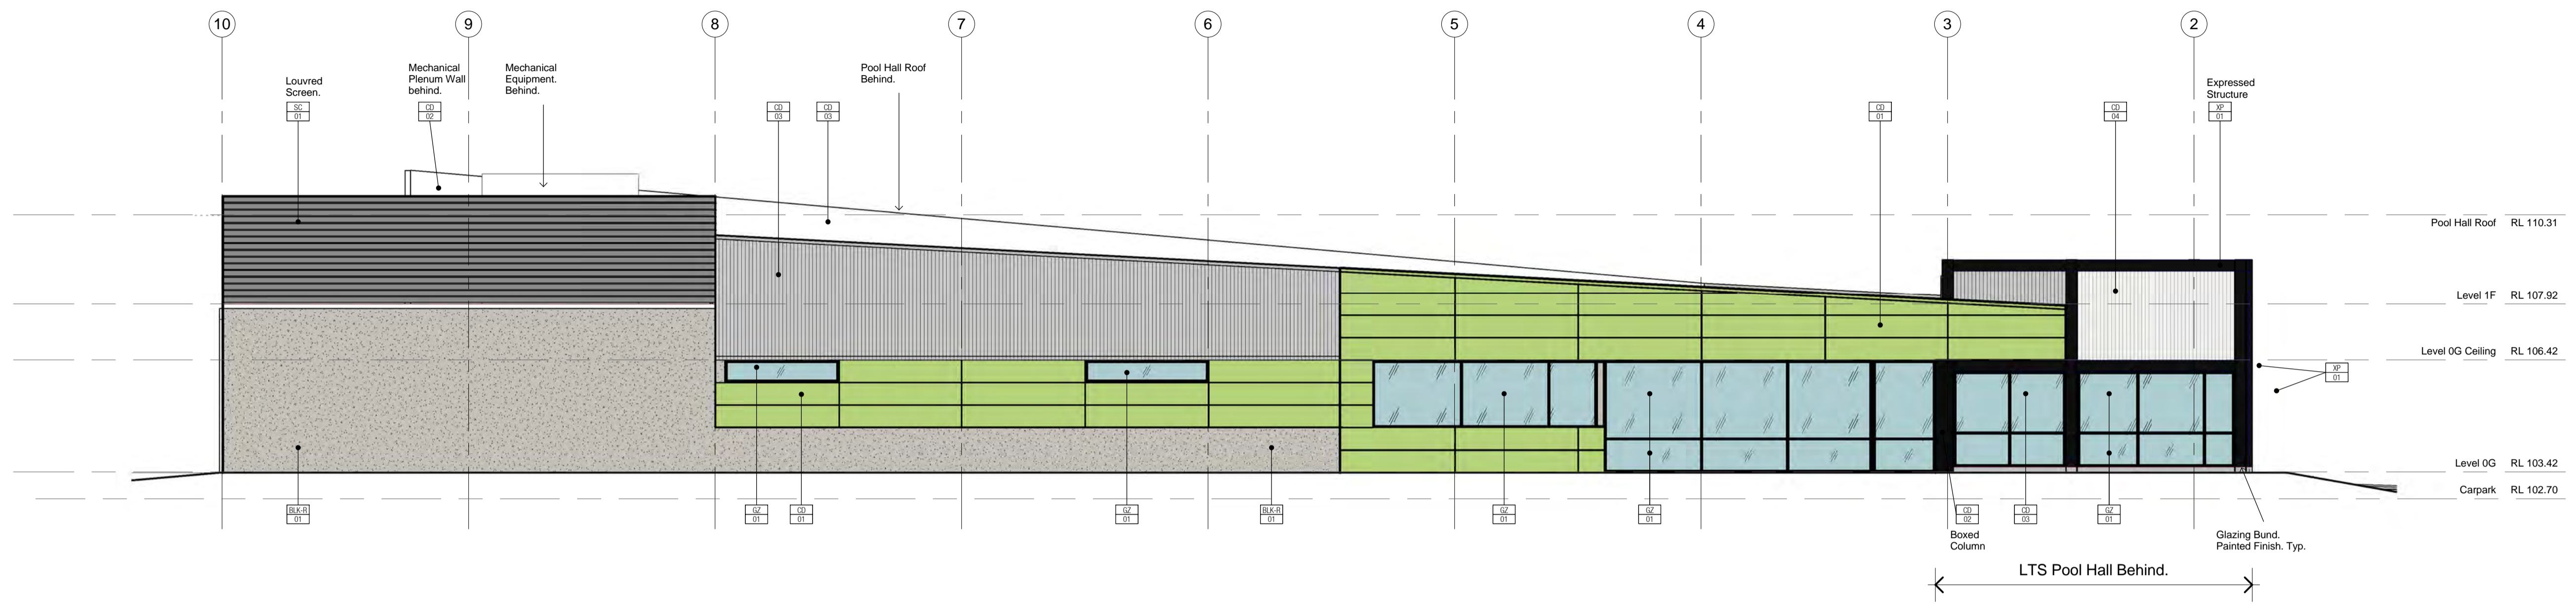 10
9
8
7
6
5
4
3
2
Louvred
Screen.
SC
01
Mechanical
Plenum Wall
behind.
CD
02
Mechanical
Equipment.
Behind.
CD
03
CD
03
Pool Hall Roof
Behind.
CD
01
CD
04
Expressed
Structure
XP
01
Pool Hall Roof RL 110.31
Level 1F RL 107.92
Level 0G Ceiling RL 106.42
XP
01
Level 0G RL 103.42
Carpark RL 102.70
BLK-R
01
GZ
01
CD
01
GZ
01
BLK-R
01
GZ
01
GZ
01
CD
02
Boxed
Column
CD
03
GZ
01
Glazing Bund.
Painted Finish. Typ.
LTS Pool Hall Behind.